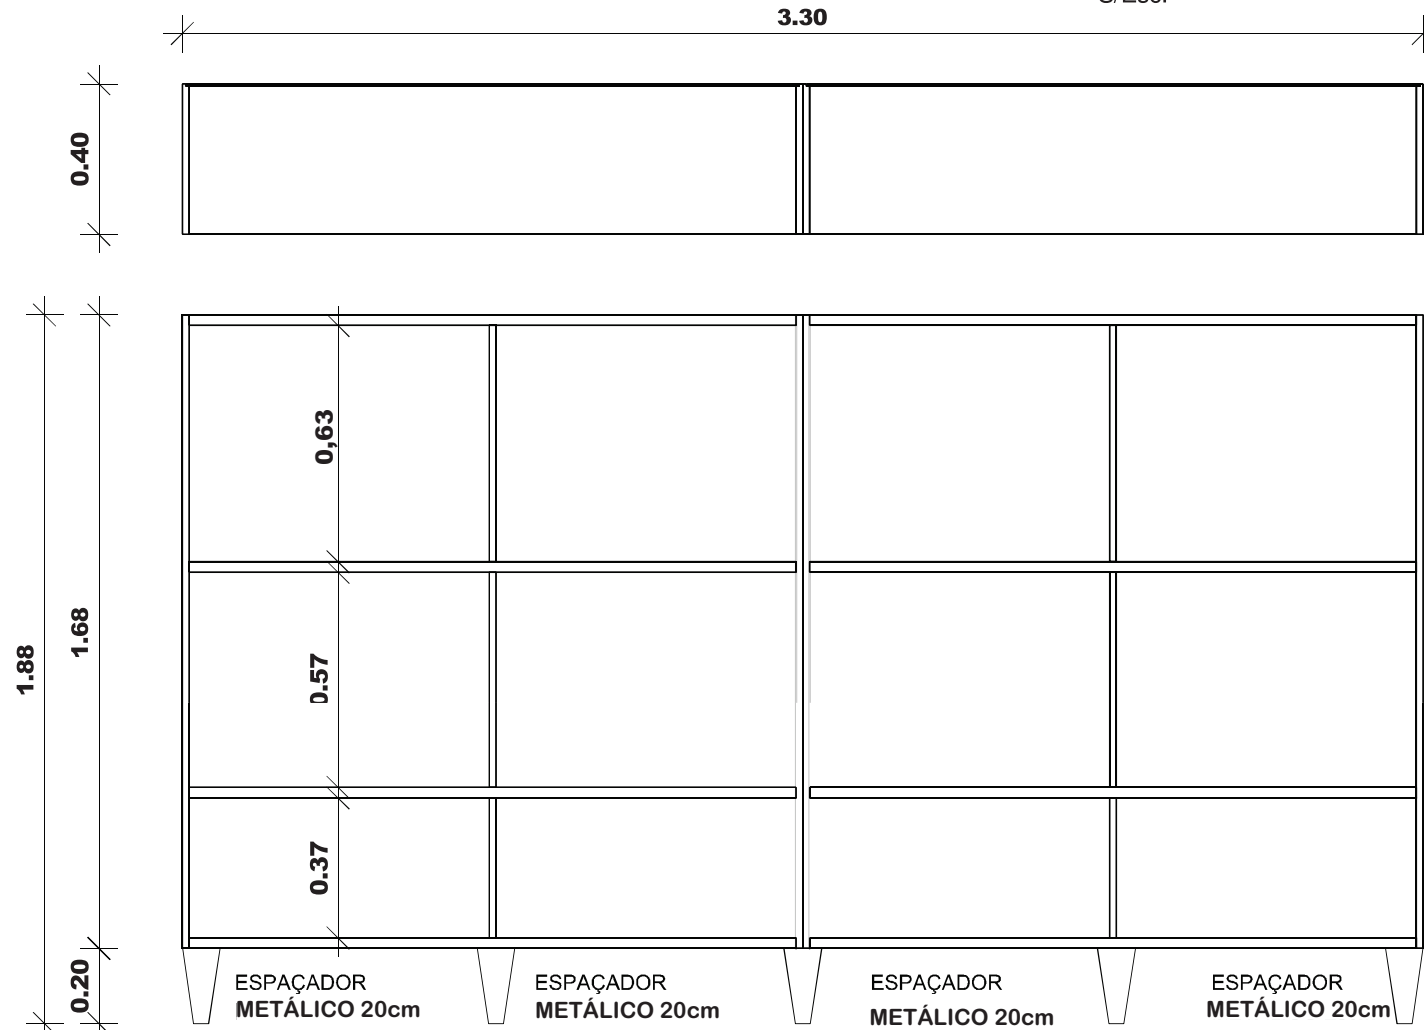 3.30
0.40
0,63
1.88
1.68
0.57
0.37
0.20
ESPAÇADOR
METÁLICO 20cm
ESPAÇADOR
METÁLICO 20cm
ESPAÇADOR
METÁLICO 20cm
ESPAÇADOR
METÁLICO 20cm